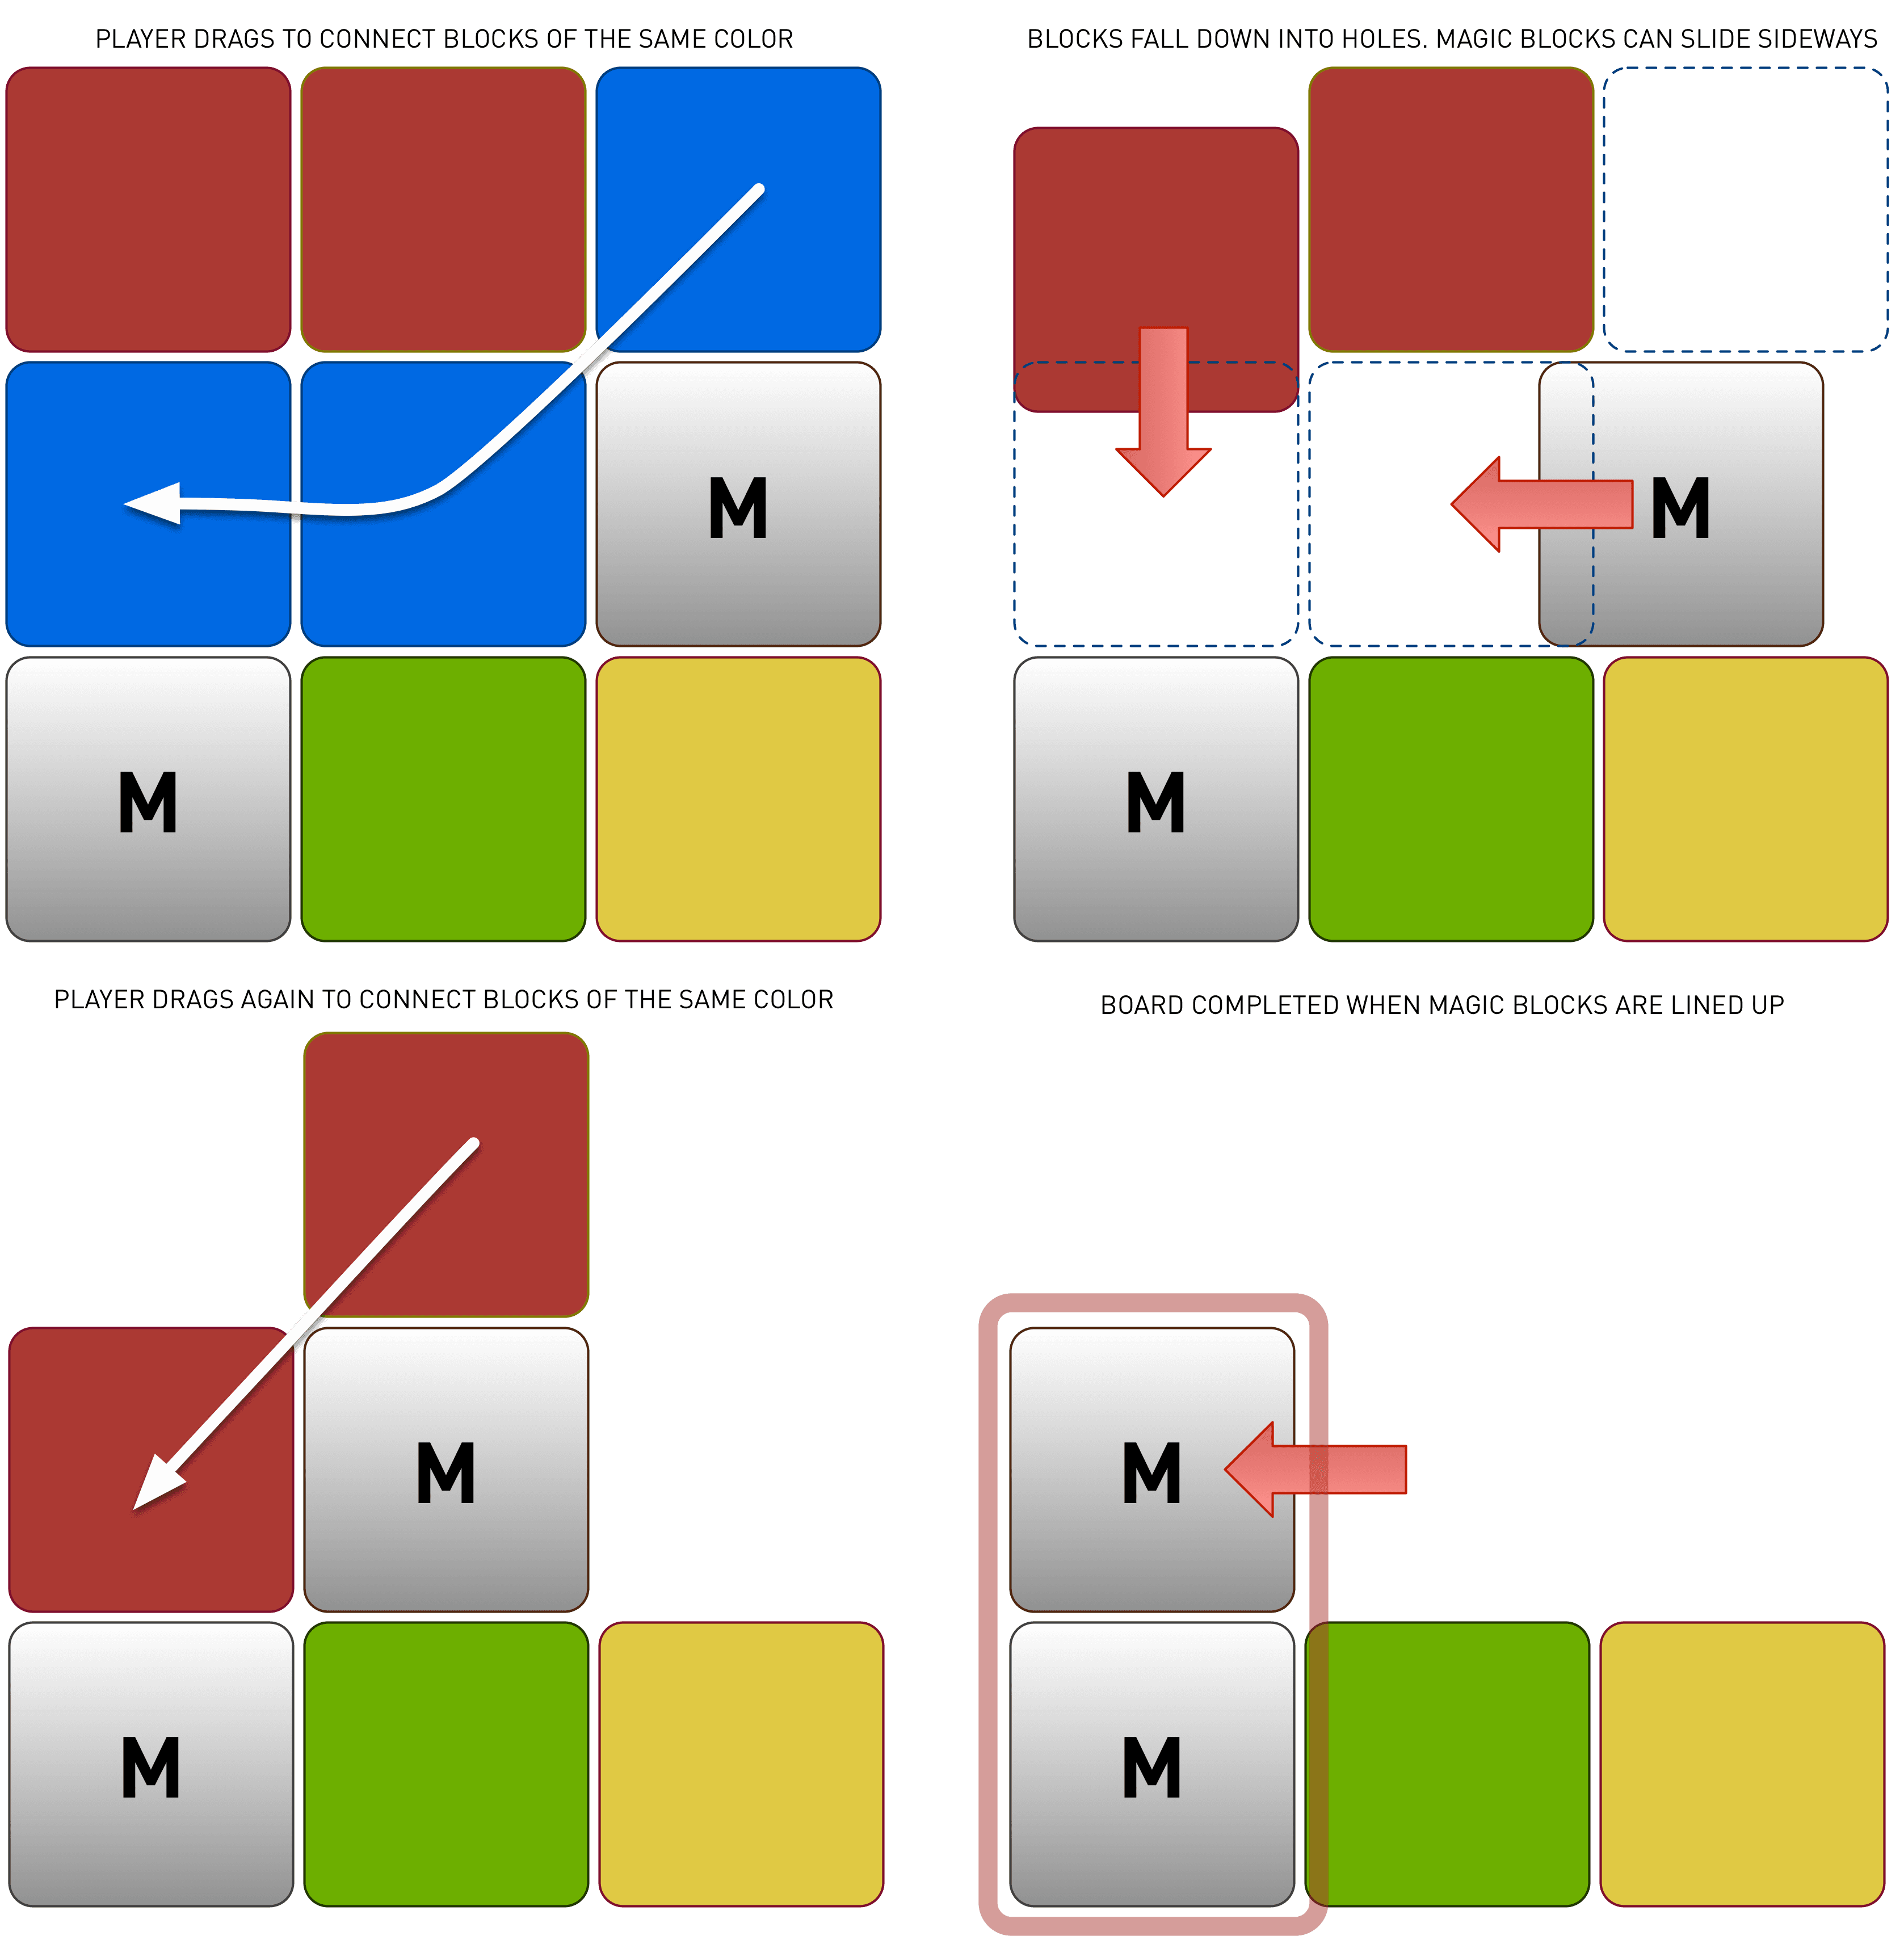 PLAYER DRAGS TO CONNECT BLOCKS OF THE SAME COLOR
BLOCKS FALL DOWN INTO HOLES. MAGIC BLOCKS CAN SLIDE SIDEWAYS
M
M
M
M
PLAYER DRAGS AGAIN TO CONNECT BLOCKS OF THE SAME COLOR
BOARD COMPLETED WHEN MAGIC BLOCKS ARE LINED UP
M
M
M
M